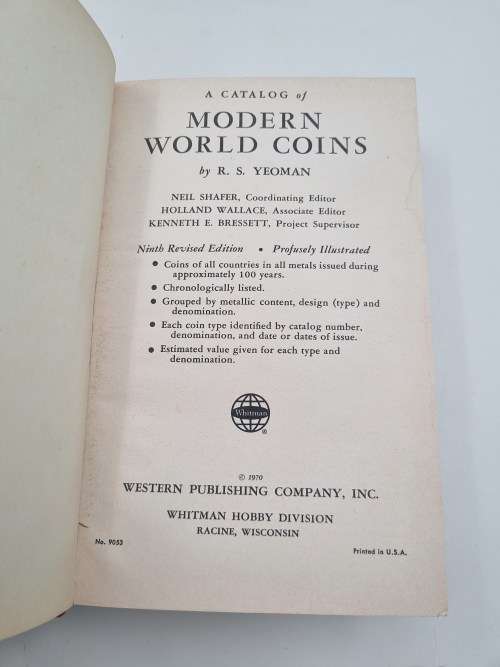 A CATALOG of
MODERN
WORLD COINS
by R. S. YEOMAN
NEIL SHAFER, Coordinating Editor
HOLLAND WALLACE, Associate Editor
KENNETH E. BRESSETT, Project Supervisor
Ninth Revised Edition • Profusely Illustrated
• Coins of all countries in all metals issued during
approximately 100 years.
• Chronologically listed.
• Grouped by metallic content, design (type) and
denomination.
• Each coin type identified by catalog number,
denomination, and date or dates of issue.
• Estimated value given for each type and
denomination.
Whitman
®
© 1970
WESTERN PUBLISHING COMPANY, INC.
WHITMAN HOBBY DIVISION
RACINE, WISCONSIN
No. 9053 Printed in U.S.A.